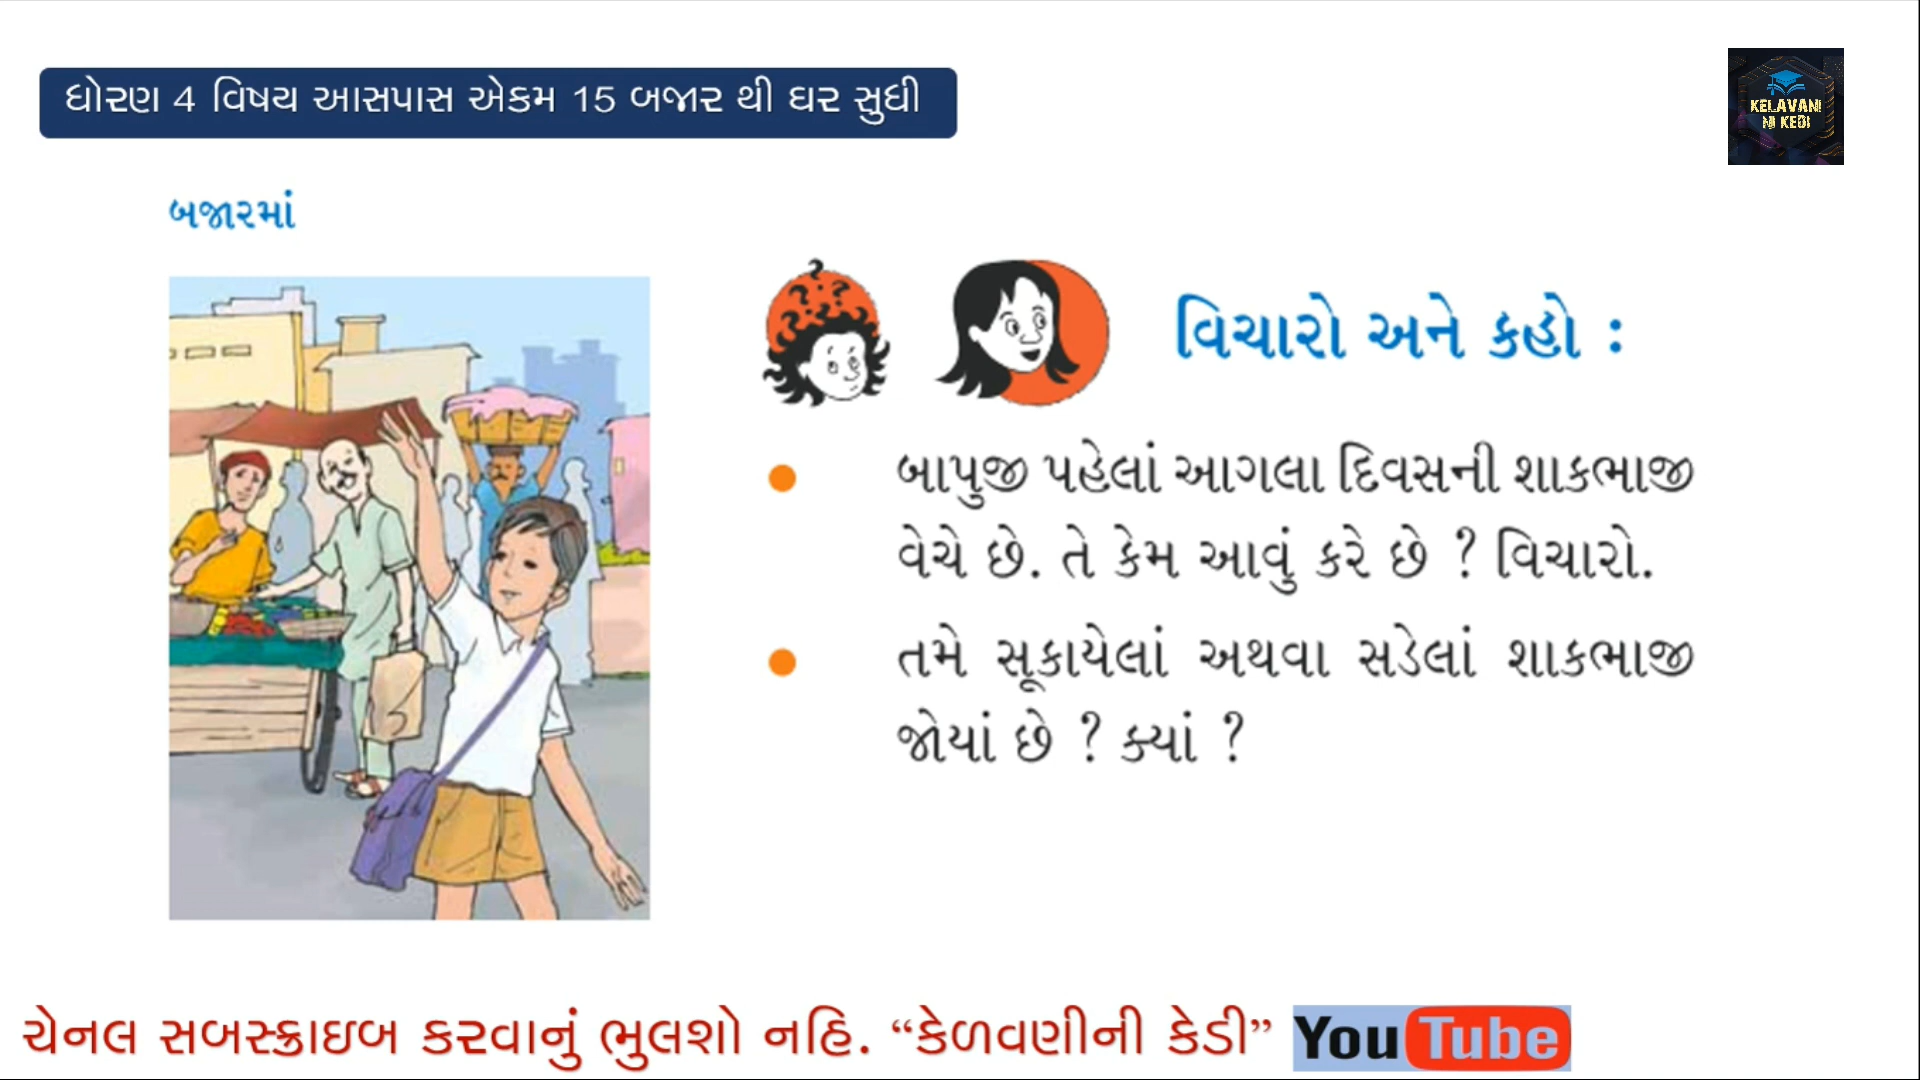 ધોરણ 4 વિષય આસપાસ એકમ 15 બજાર થી ઘર સુધી
KELAVANI
NI KEDI
બજારમાં
વિચારો અને કહો :
બાપુજી પહેલાં આગલા દિવસની શાકભાજી
વેચે છે. તે કેમ આવું કરે છે ? વિચારો.
તમે સૂકાયેલાં અથવા સડેલાં શાકભાજી
જોયાં છે ? ક્યાં ?
ચેનલ સબસ્ક્રાઇબ કરવાનું ભુલશો નહિ. “કેળવણીની કેડી” YouTube